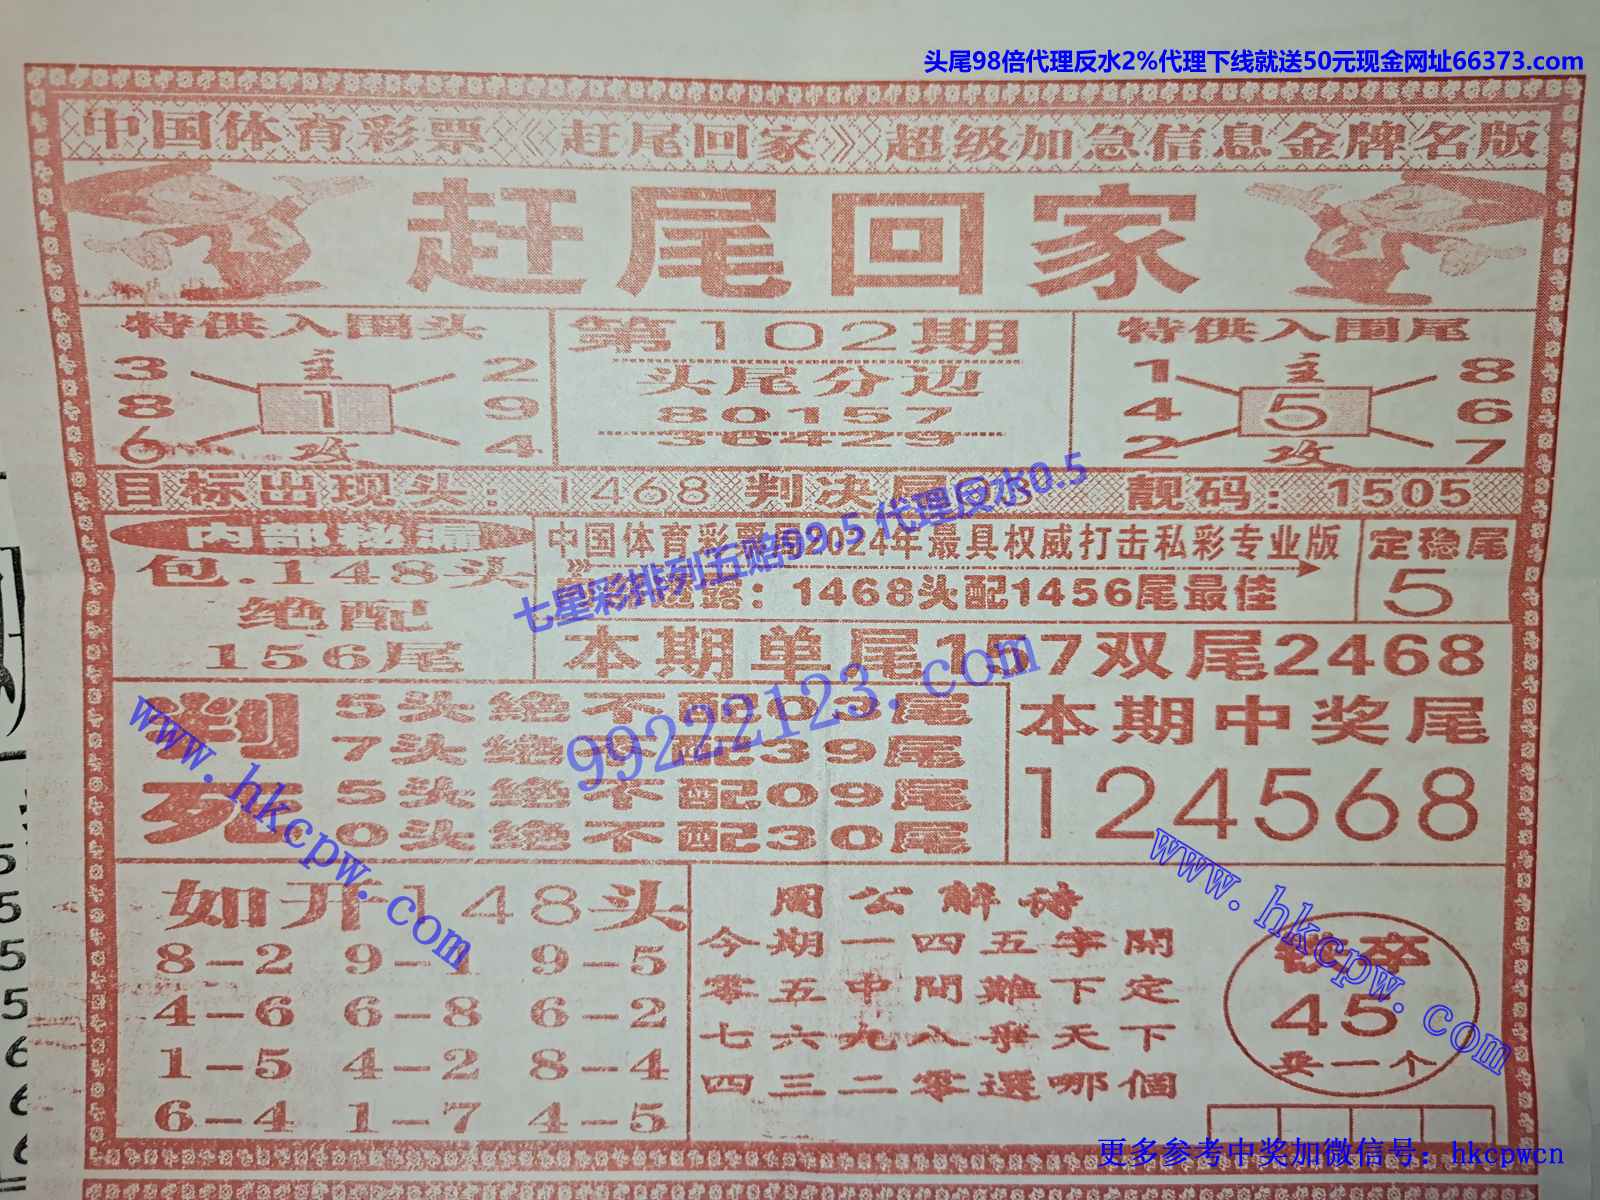 头尾98倍代理反水2%代理下线就送50元现金网址66373.com
中国体育彩票《赶尾回家》超级加急信息金牌名版
赶尾回家
特供入围头
3 主 2
8 1 9
6 攻 4
第102期
头尾分边
80157
36429
特供入围尾
1 主 8
4 5 6
2 攻 7
目标出现头：1468 判决尾 靓码：1505
内部秘漏
包.148头
绝配
156尾
中国体育彩票局2024年最具权威打击私彩专业版
透露：1468头配1456尾最佳
定稳尾
5
本期单尾157双尾2468
判死
5头绝不配03尾
7头绝不配39尾
5头绝不配09尾
0头绝不配30尾
本期中奖尾
124568
如开148头
8-2 9-1 9-5
4-6 6-8 6-2
1-5 4-2 8-4
6-4 1-7 4-5
周公解诗
今期一四五字開
零五中間難下定
七六九八爭天下
四三二零選哪個
铁卒
45
卖一个
七星彩排列五赔99.5 代理反水0.5
99222123.com
www.hkcpw.com
www.hkcpw.com
更多参考中奖加微信号：hkcpwcn